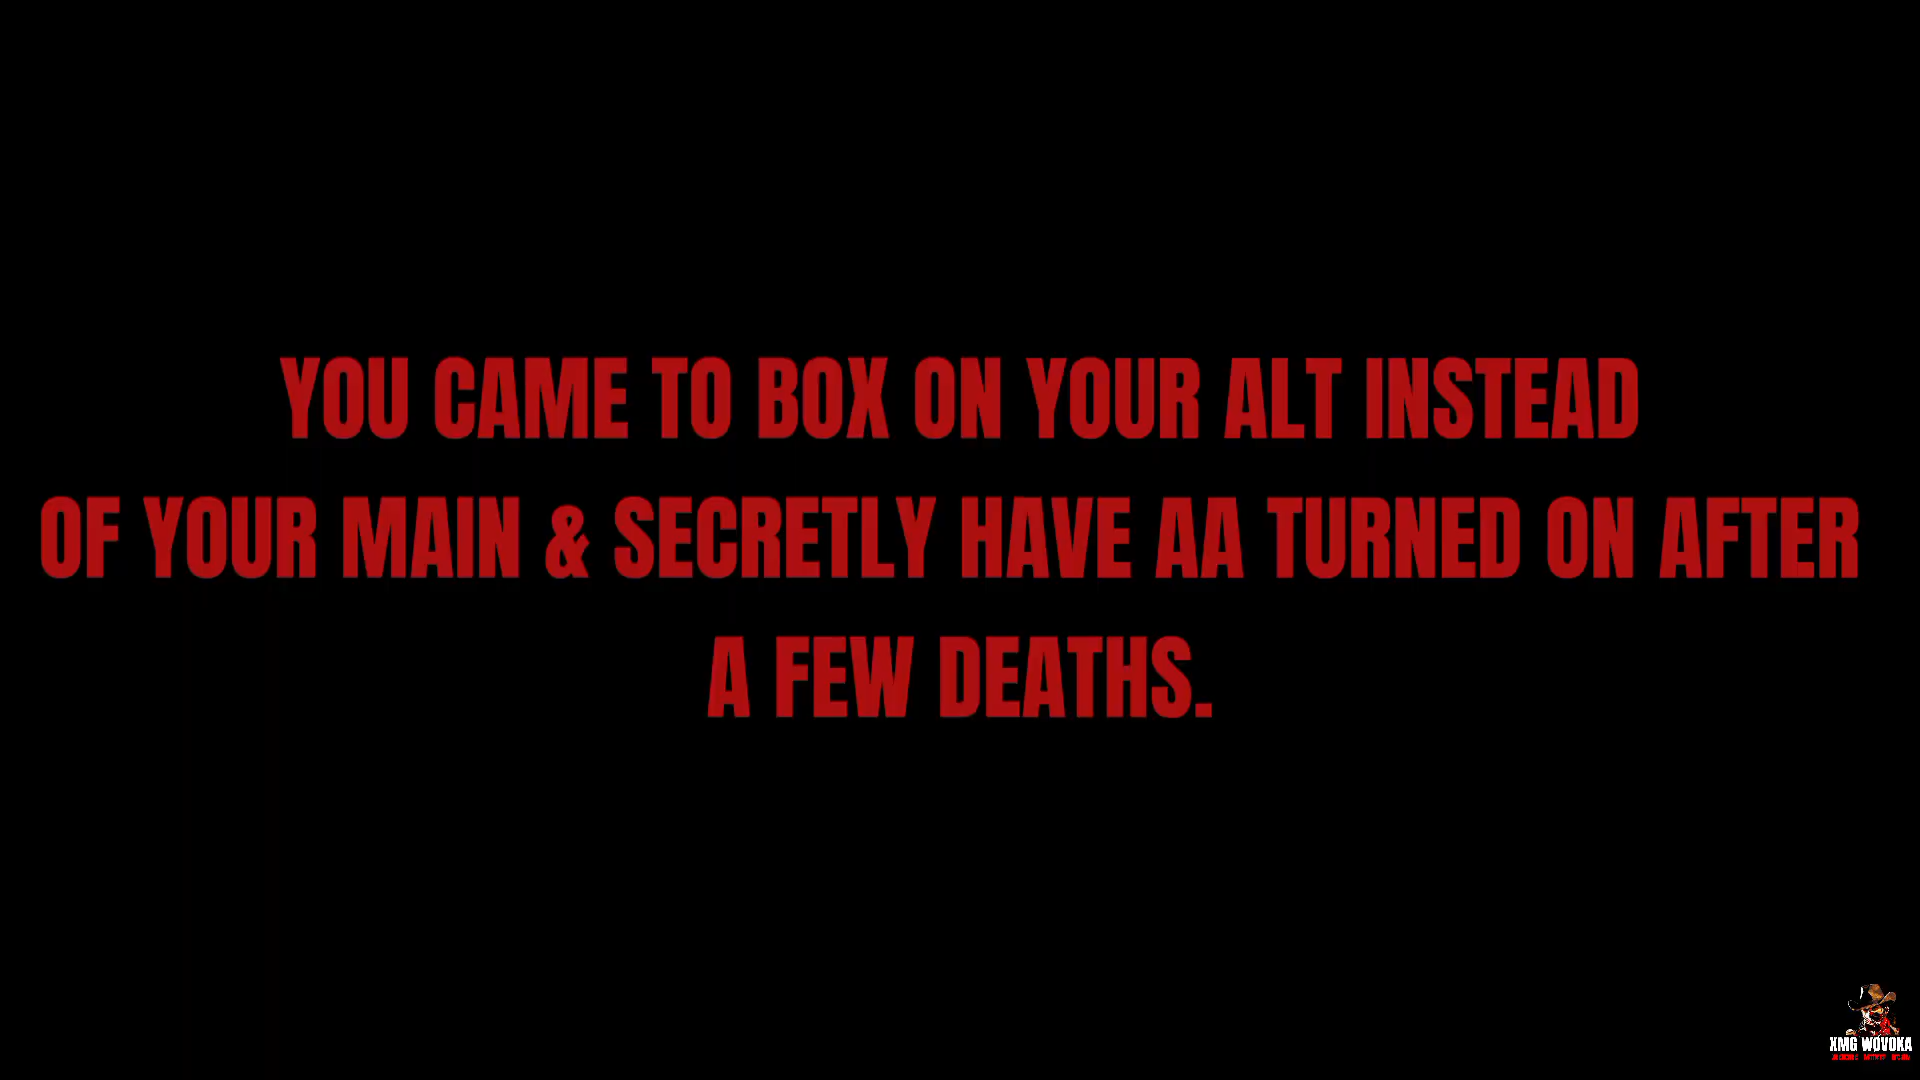 YOU CAME TO BOX ON YOUR ALT INSTEAD
OF YOUR MAIN & SECRETLY HAVE AA TURNED ON AFTER
A FEW DEATHS.
XMG WOVOKA